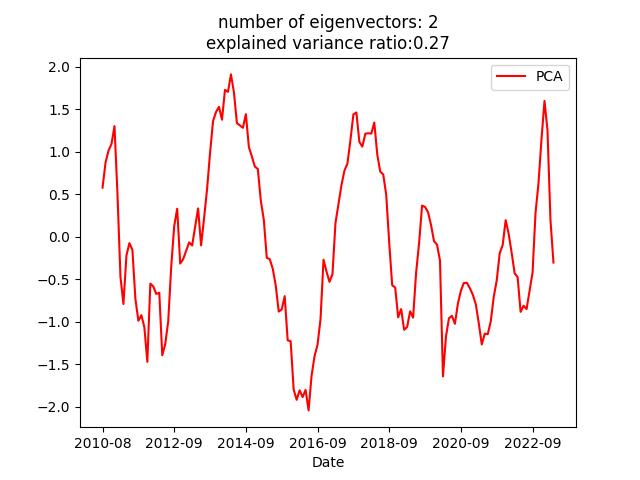 number of eigenvectors: 2
explained variance ratio:0.27
PCA
2.0
1.5
1.0
0.5
0.0
−0.5
−1.0
−1.5
−2.0
2010-08 2012-09 2014-09 2016-09 2018-09 2020-09 2022-09
Date